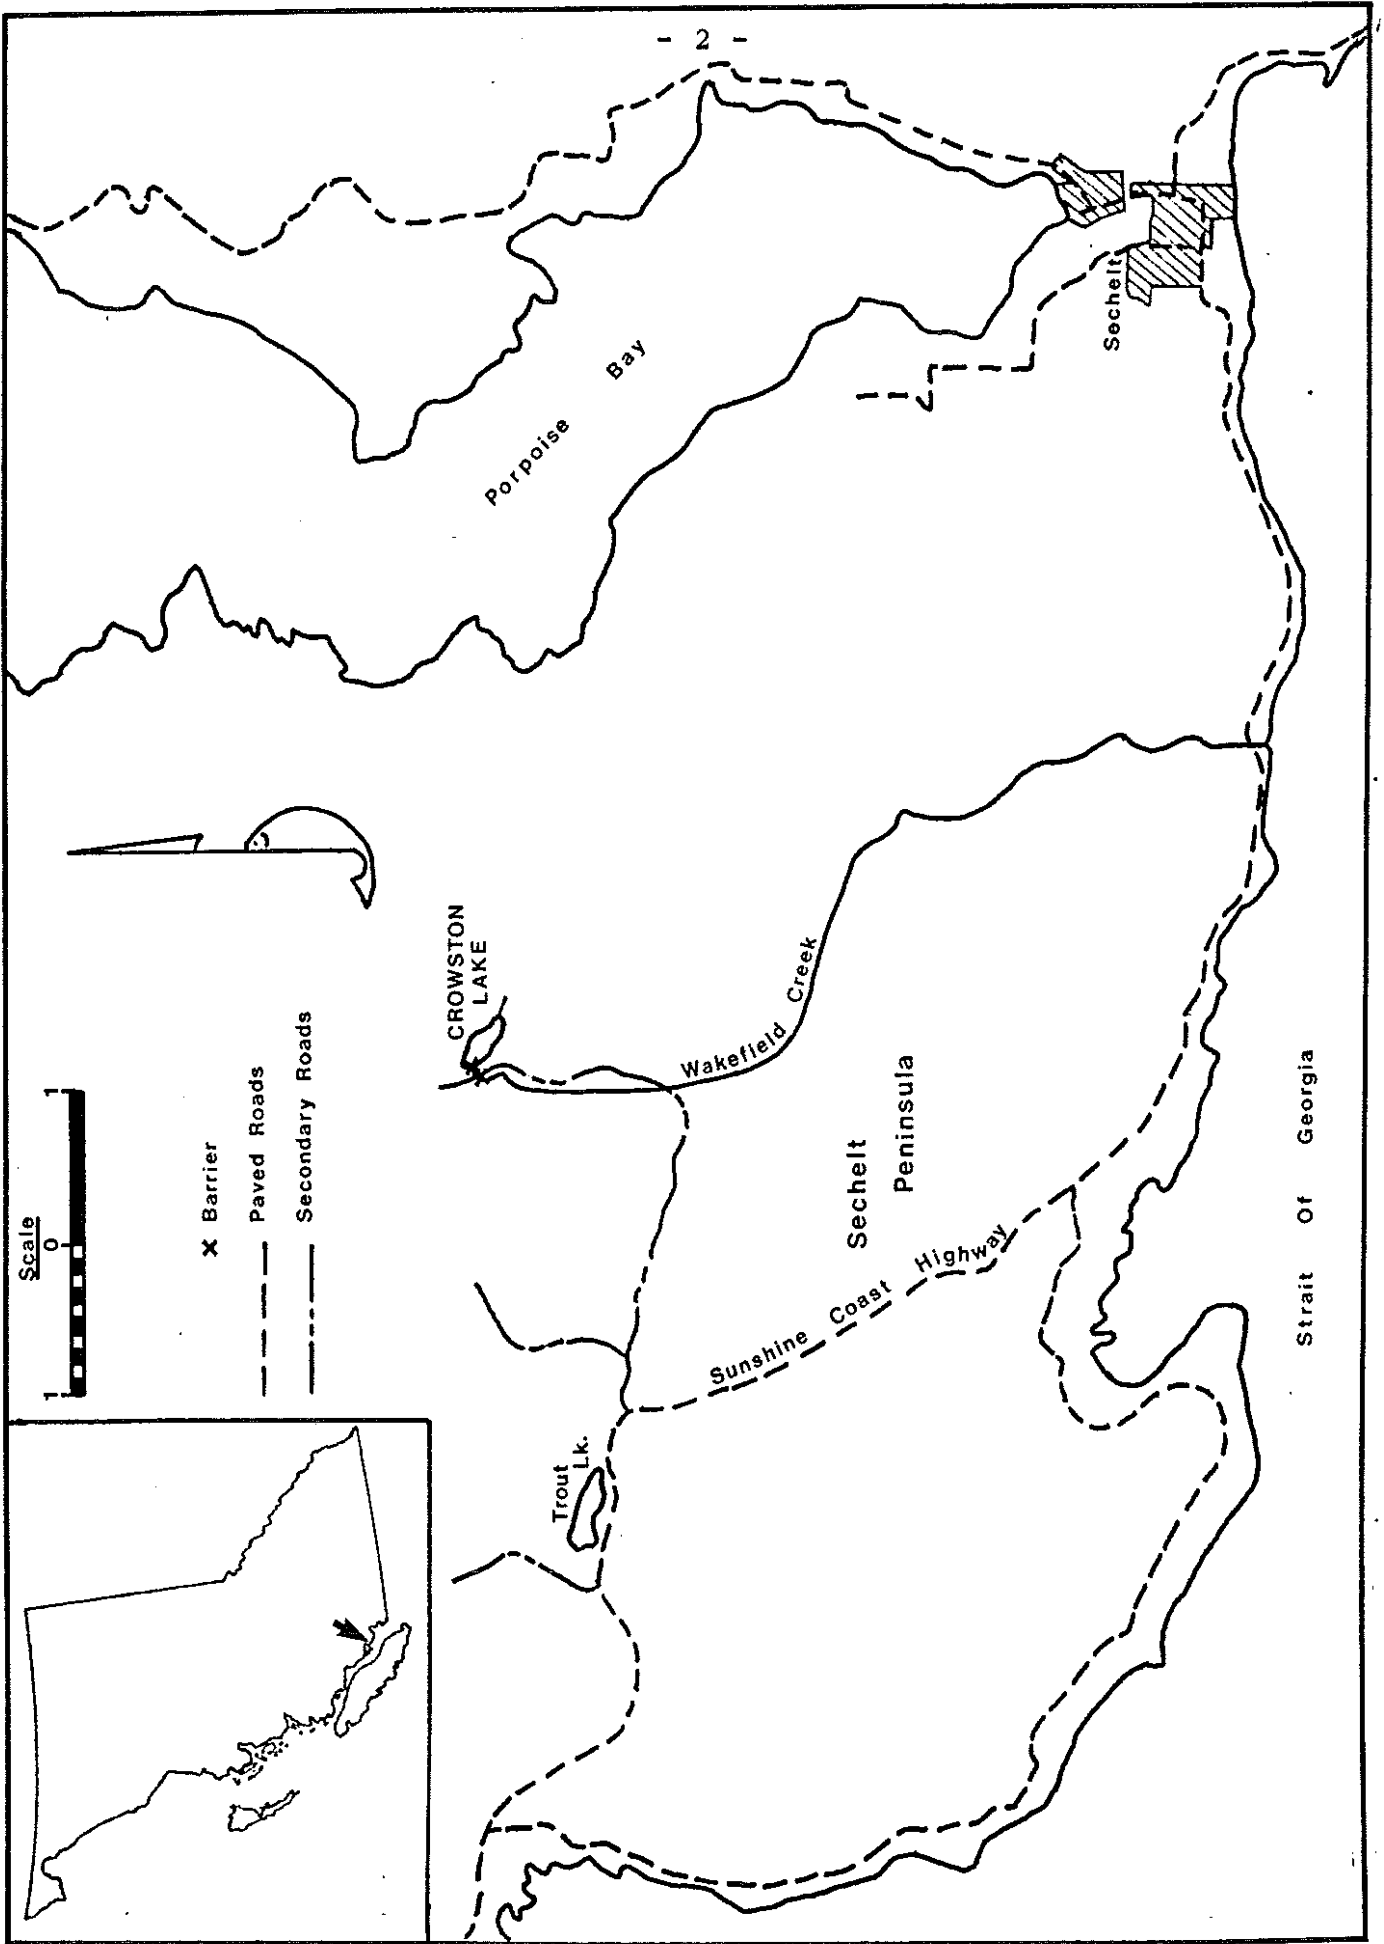 - 2 -
Scale
1 0 1
Barrier
Paved Roads
Secondary Roads
CROWSTON
LAKE
Porpoise Bay
Sechelt
Trout
Lk.
Wakefield Creek
Sunshine Coast Highway
Sechelt
Peninsula
Strait Of Georgia